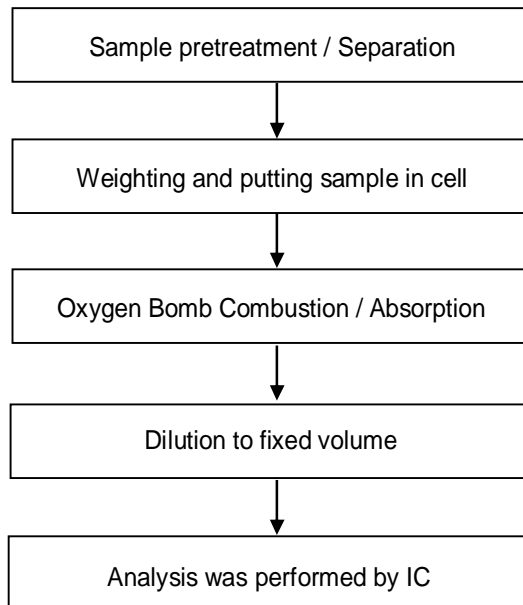 Sample pretreatment / Separation
Weighting and putting sample in cell
Oxygen Bomb Combustion / Absorption
Dilution to fixed volume
Analysis was performed by IC